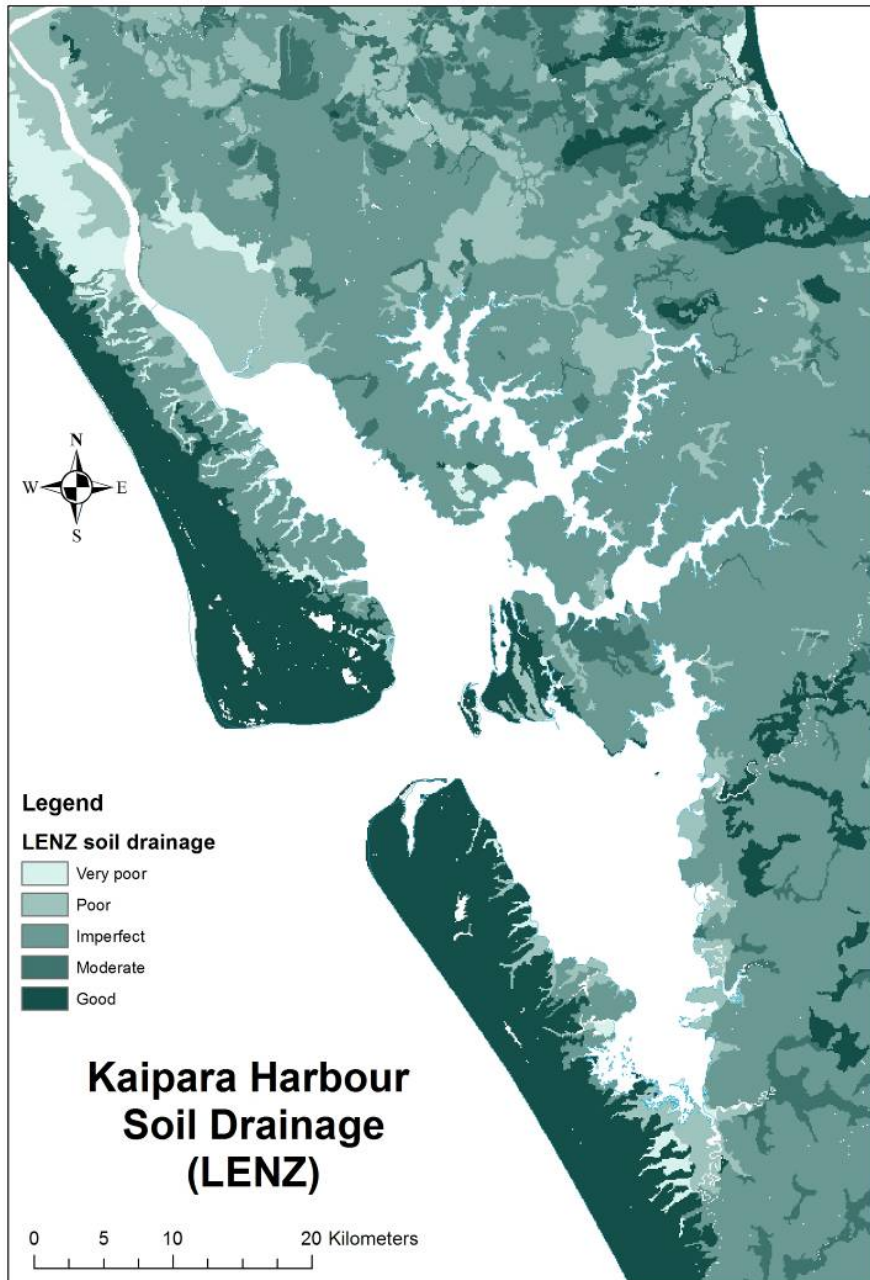 N
W E
S
Legend
LENZ soil drainage
Very poor
Poor
Imperfect
Moderate
Good
Kaipara Harbour
Soil Drainage
(LENZ)
0 5 10 20 Kilometers